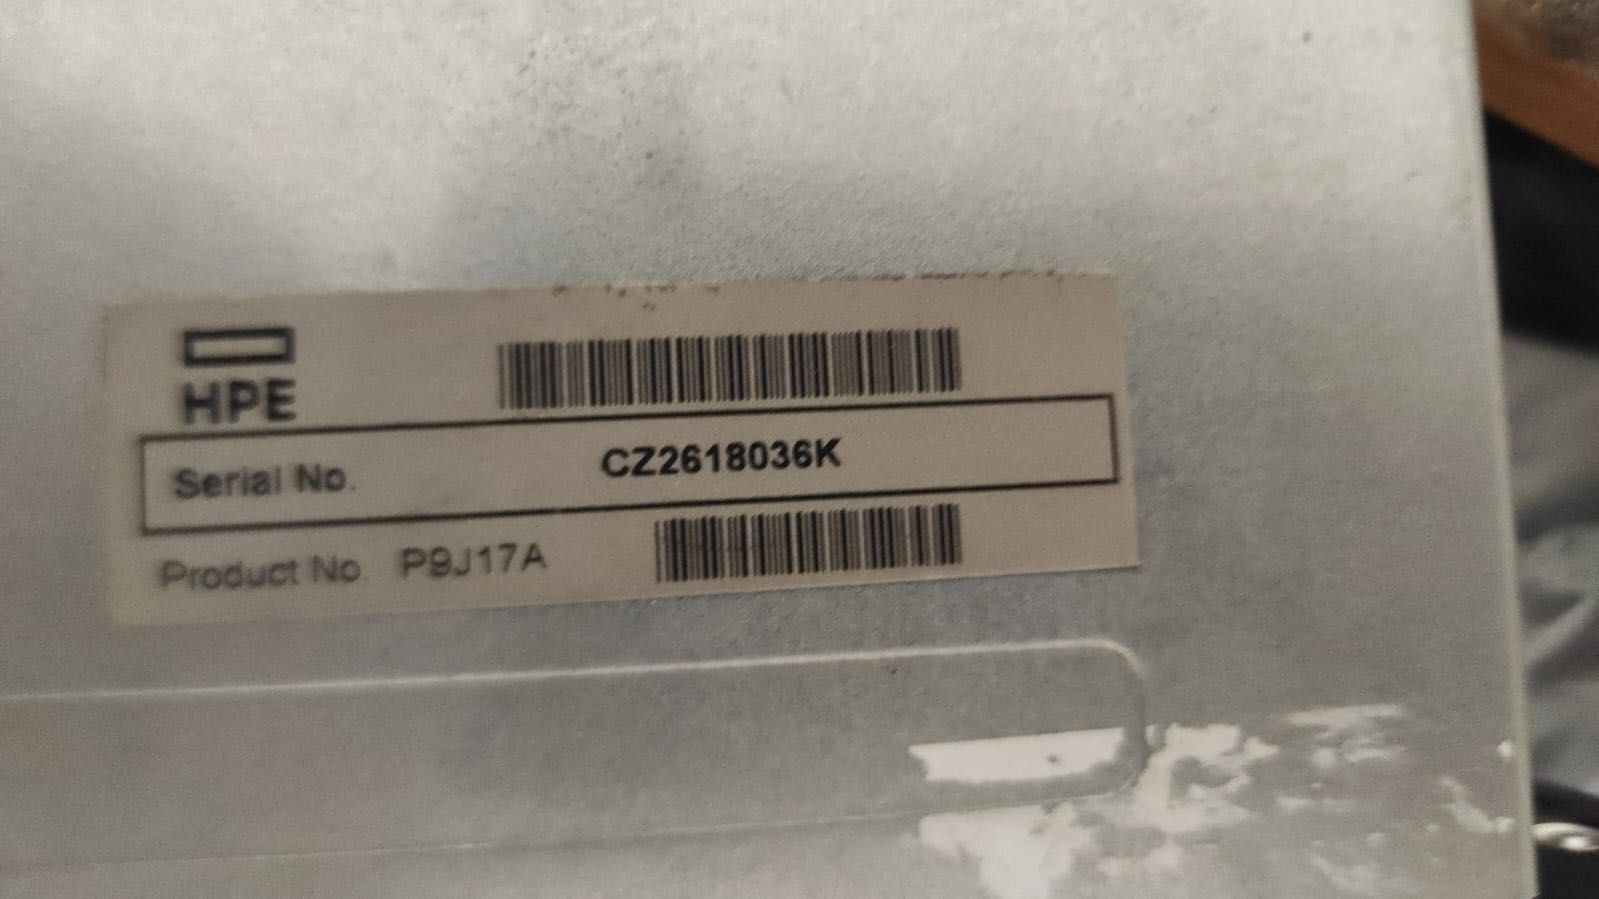 HPE
Serial No. CZ2618036K
Product No. P9J17A